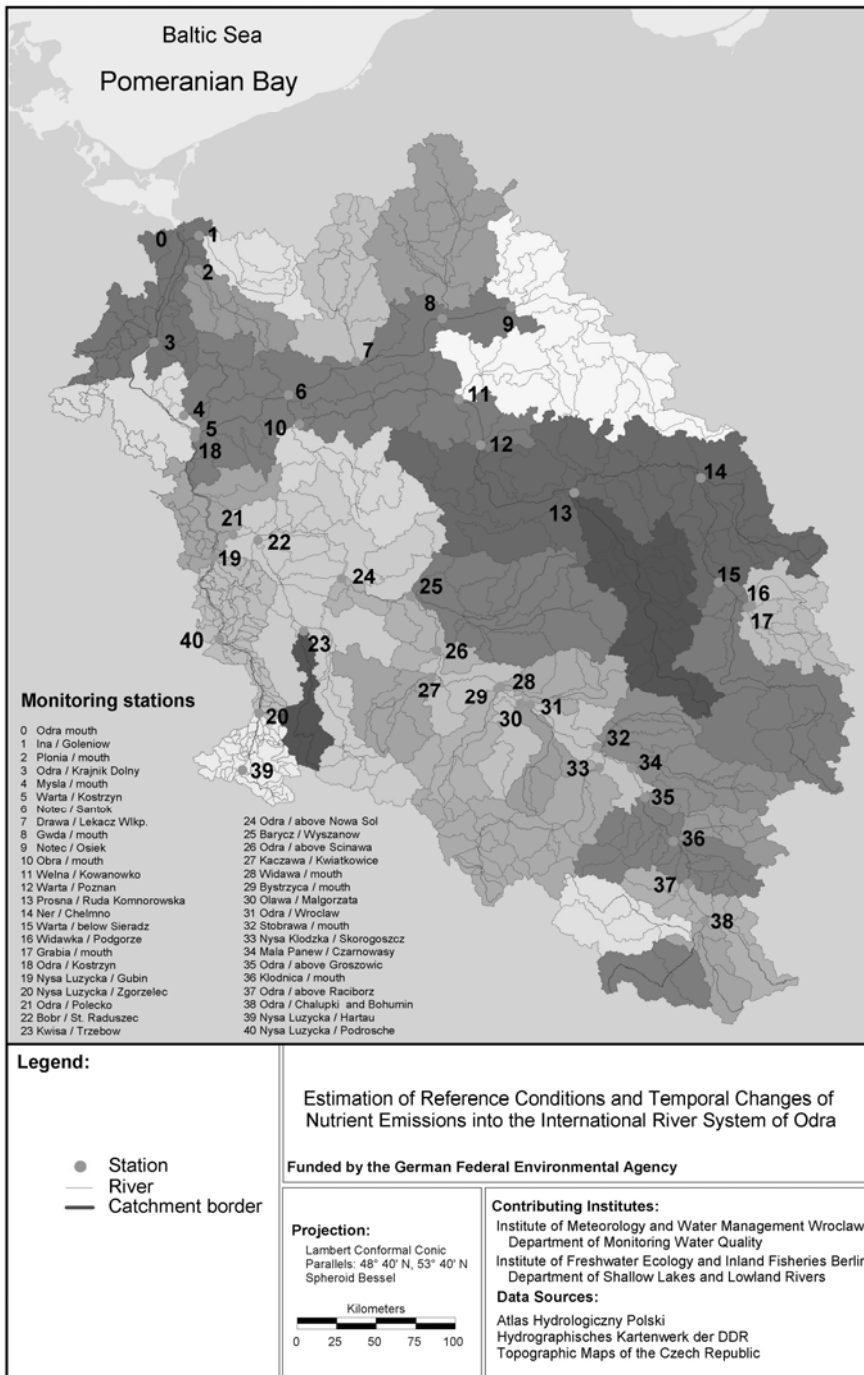 Baltic Sea
Pomeranian Bay
0
1
2
3
4
5
18
6
10
7
8
9
11
12
13
14
15
16
17
21
19
22
24
25
40
23
26
27
28
29
30
31
20
39
32
33
34
35
36
37
38
Monitoring stations
0 Odra mouth
1 Ina / Goleniow
2 Plonia / mouth
3 Odra / Krajnik Dolny
4 Mysla / mouth
5 Warta / Kostrzyn
6 Notec / Santok
7 Drawa / Lekacz Wlkp.
8 Gwda / mouth
9 Notec / Osiek
10 Obra / mouth
11 Welna / Kowanowko
12 Warta / Poznan
13 Prosna / Ruda Komnorowska
14 Ner / Chelmno
15 Warta / below Sieradz
16 Widawka / Podgorze
17 Grabia / mouth
18 Odra / Kostrzyn
19 Nysa Luzycka / Gubin
20 Nysa Luzycka / Zgorzelec
21 Odra / Polecko
22 Bobr / St. Raduszec
23 Kwisa / Trzebow
24 Odra / above Nowa Sol
25 Barycz / Wyszanow
26 Odra / above Scinawa
27 Kaczawa / Kwiatkowice
28 Widawa / mouth
29 Bystrzyca / mouth
30 Olawa / Malgorzata
31 Odra / Wroclaw
32 Stobrawa / mouth
33 Nysa Klodzka / Skorogoszcz
34 Mala Panew / Czarnowasy
35 Odra / above Groszowic
36 Klodnica / mouth
37 Odra / above Raciborz
38 Odra / Chalupki and Bohumin
39 Nysa Luzycka / Hartau
40 Nysa Luzycka / Podrosche
Legend:
Station
River
Catchment border
Estimation of Reference Conditions and Temporal Changes of
Nutrient Emissions into the International River System of Odra
Funded by the German Federal Environmental Agency
Projection:
Lambert Conformal Conic
Parallels: 48° 40' N, 53° 40' N
Spheroid Bessel
Kilometers
0 25 50 75 100
Contributing Institutes:
Institute of Meteorology and Water Management Wroclaw
Department of Monitoring Water Quality
Institute of Freshwater Ecology and Inland Fisheries Berlin
Department of Shallow Lakes and Lowland Rivers
Data Sources:
Atlas Hydrologiczny Polski
Hydrographisches Kartenwerk der DDR
Topographic Maps of the Czech Republic